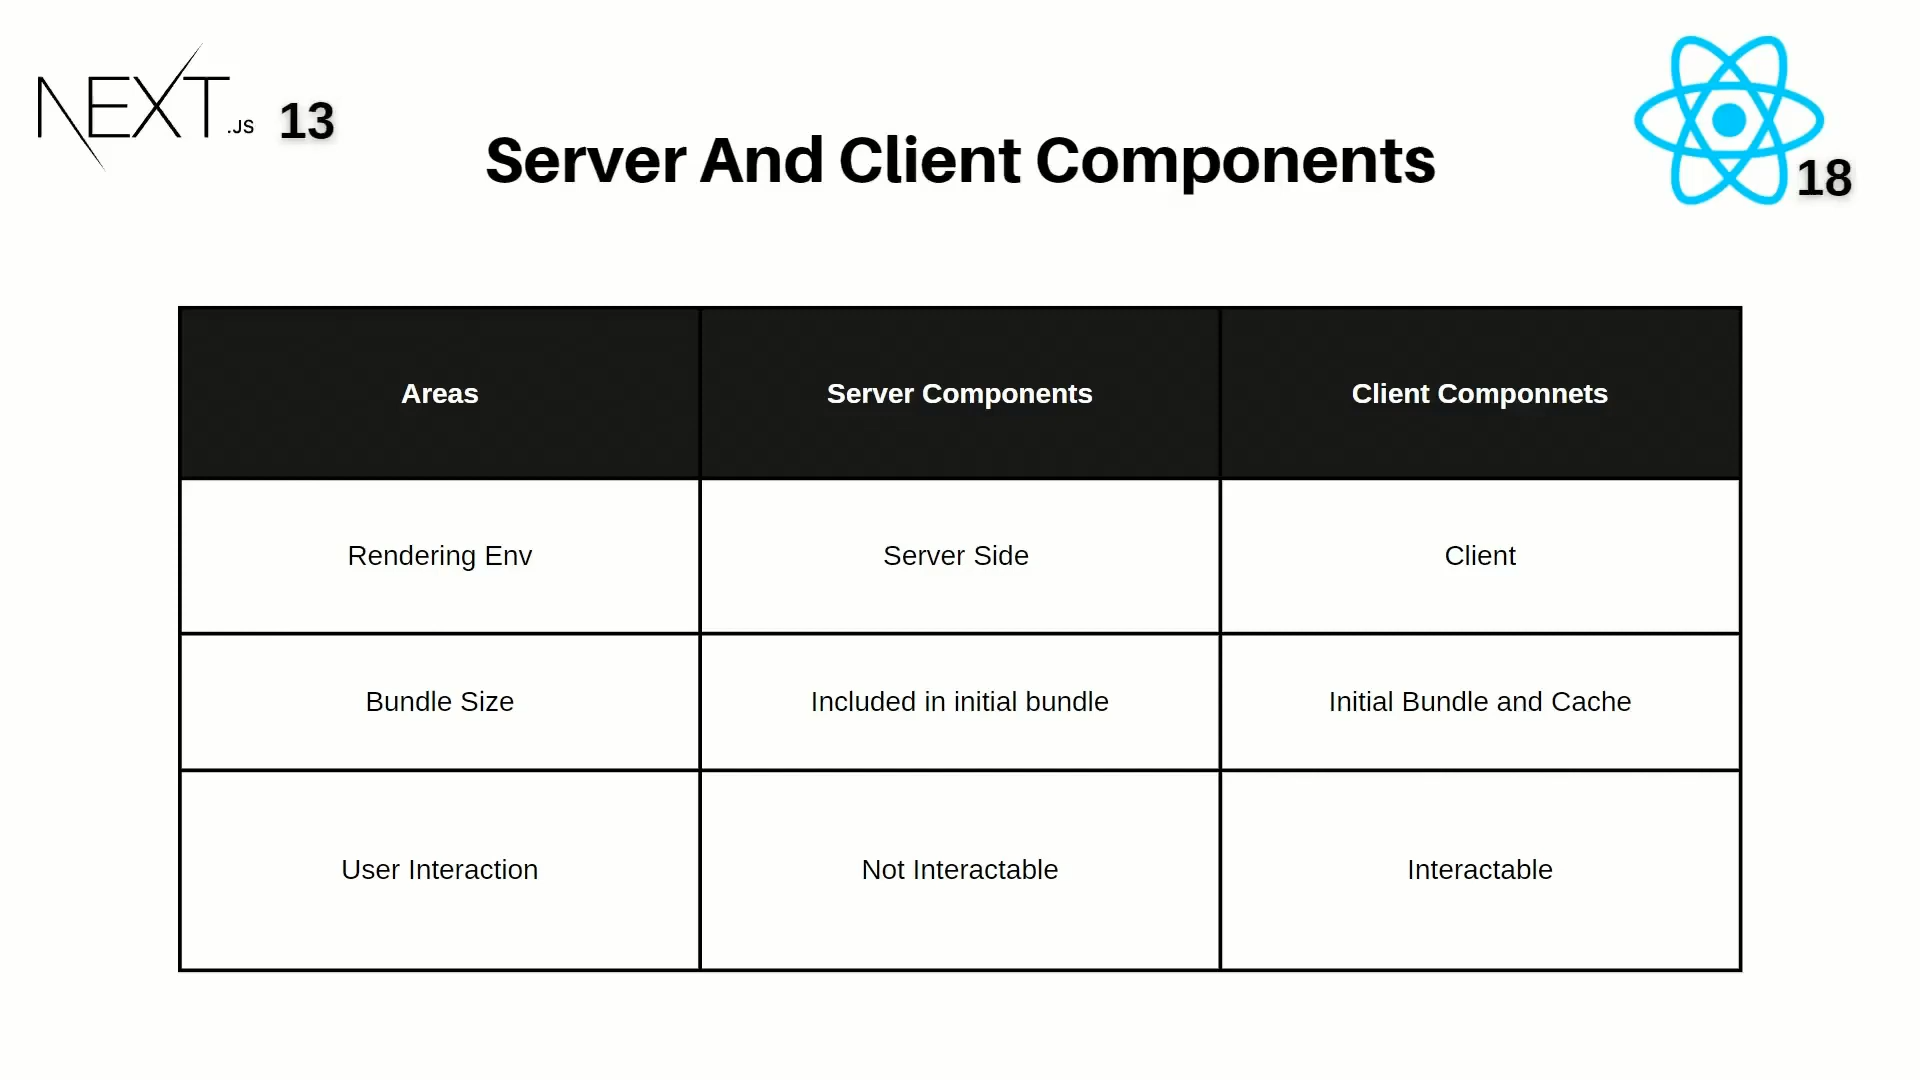 NEXT.JS 13
Server And Client Components
18
Areas Server Components Client Componnets
Rendering Env Server Side Client
Bundle Size Included in initial bundle Initial Bundle and Cache
User Interaction Not Interactable Interactable